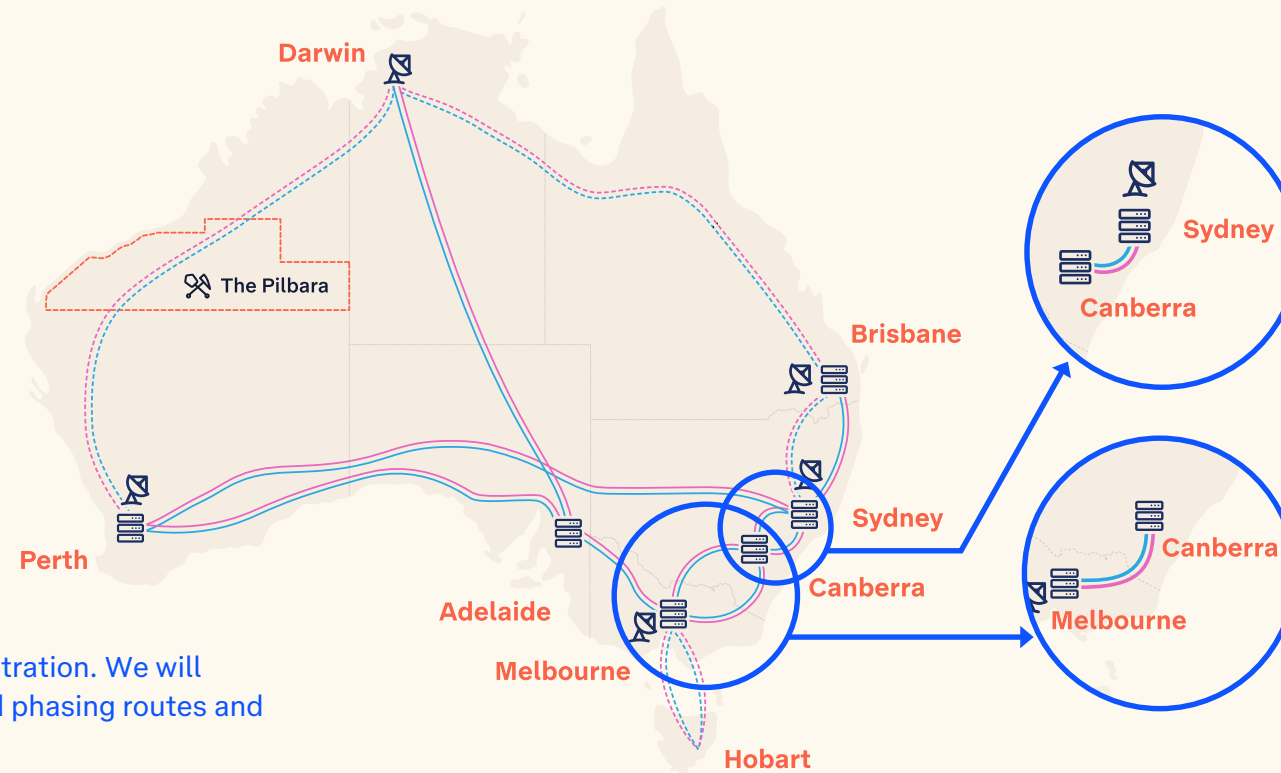 Darwin
The Pilbara
Brisbane
Sydney
Canberra
Sydney
Canberra
Perth
Adelaide
Melbourne
Canberra
Melbourne
Hobart
tration. We will
phasing routes and